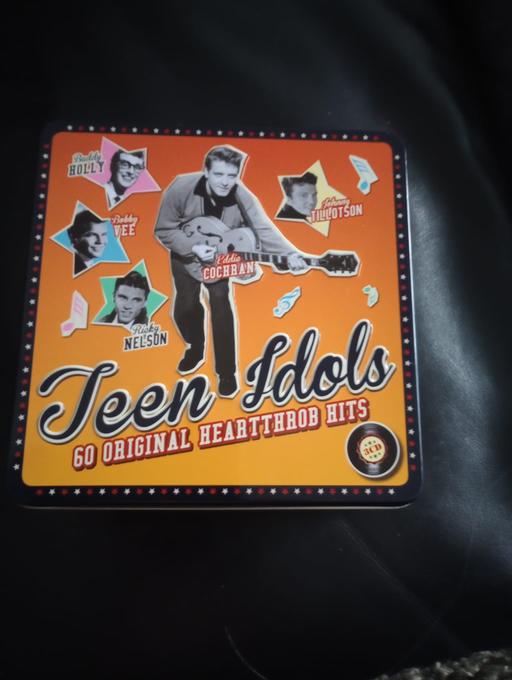 Buddy
HOLLY
Bobby
VEE
Ricky
NELSON
Eddie
COCHRAN
Johnny
TILLOTSON
Teen Idols
60 ORIGINAL HEARTTHROB HITS
3CD